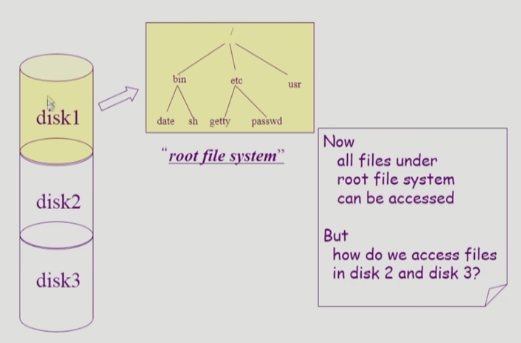 /
bin
etc
usr
date
sh
getty
passwd
disk1
"root file system"
disk2
disk3
Now
all files under
root file system
can be accessed
But
how do we access files
in disk 2 and disk 3?